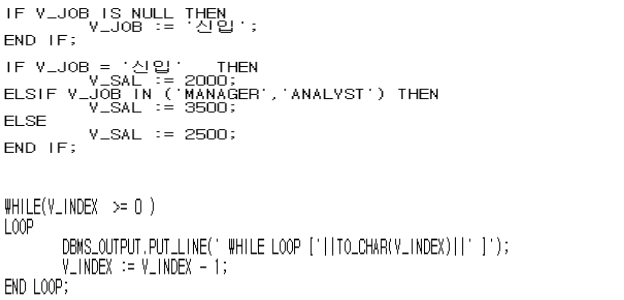 IF V_JOB IS NULL THEN
V_JOB := '신입';
END IF;
IF V_JOB = '신입' THEN
V_SAL := 2000;
ELSIF V_JOB IN ('MANAGER','ANALYST') THEN
V_SAL := 3500;
ELSE
V_SAL := 2500;
END IF;
WHILE(V_INDEX >= 0 )
LOOP
DBMS_OUTPUT.PUT_LINE(' WHILE LOOP ['||TO_CHAR(V_INDEX)||' ]');
V_INDEX := V_INDEX - 1;
END LOOP;